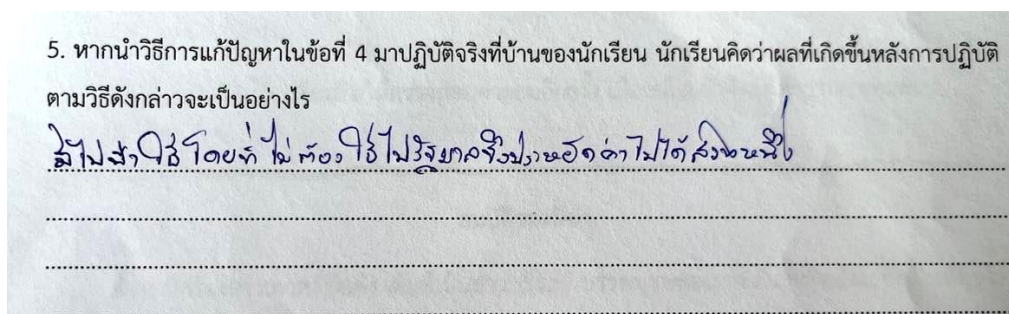 5. หากนำวิธีการแก้ปัญหาในข้อที่ 4 มาปฏิบัติจริงที่บ้านของนักเรียน นักเรียนคิดว่าผลที่เกิดขึ้นหลังการปฏิบัติ
ตามวิธีดังกล่าวจะเป็นอย่างไร
มีไฟฟ้าใช้โดยที่ไม่ต้องใช้ไฟรัฐบาลจึงประหยัดค่าไฟได้ส่วนหนึ่ง